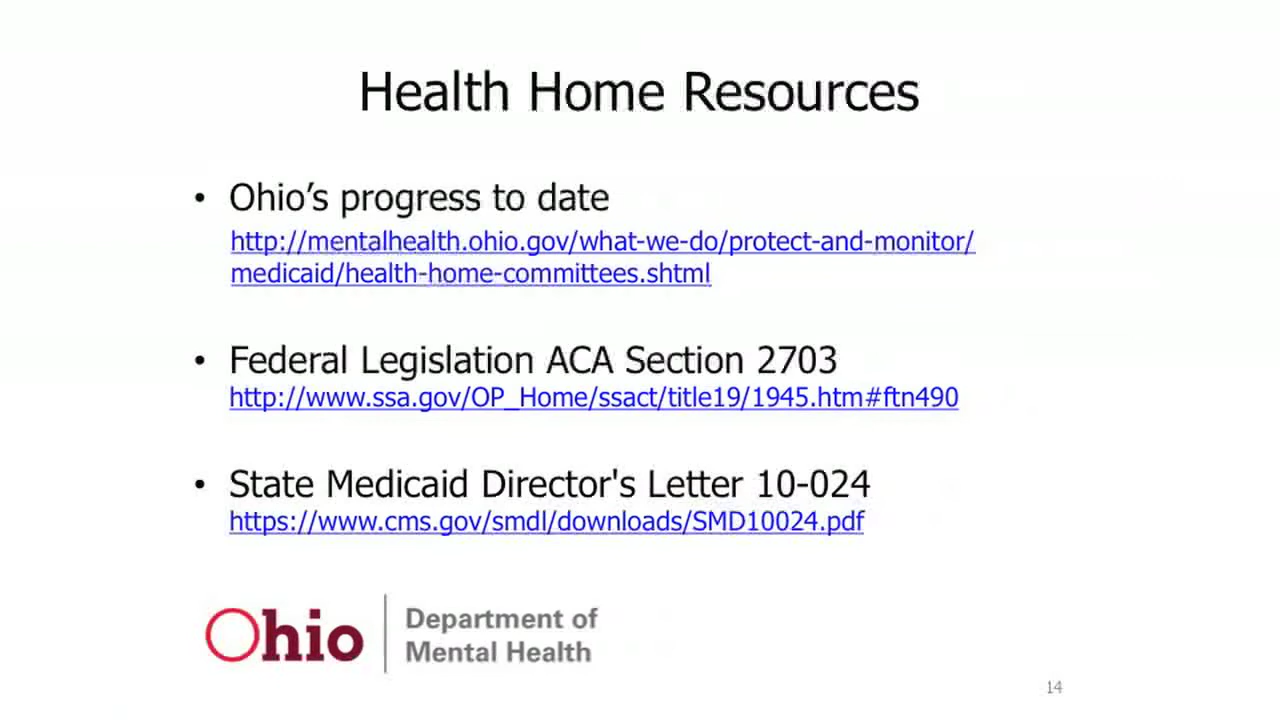 Health Home Resources
• Ohio’s progress to date
http://mentalhealth.ohio.gov/what-we-do/protect-and-monitor/
medicaid/health-home-committees.shtml
• Federal Legislation ACA Section 2703
http://www.ssa.gov/OP_Home/ssact/title19/1945.htm#ftn490
• State Medicaid Director's Letter 10-024
https://www.cms.gov/smdl/downloads/SMD10024.pdf
Ohio
Department of
Mental Health
14